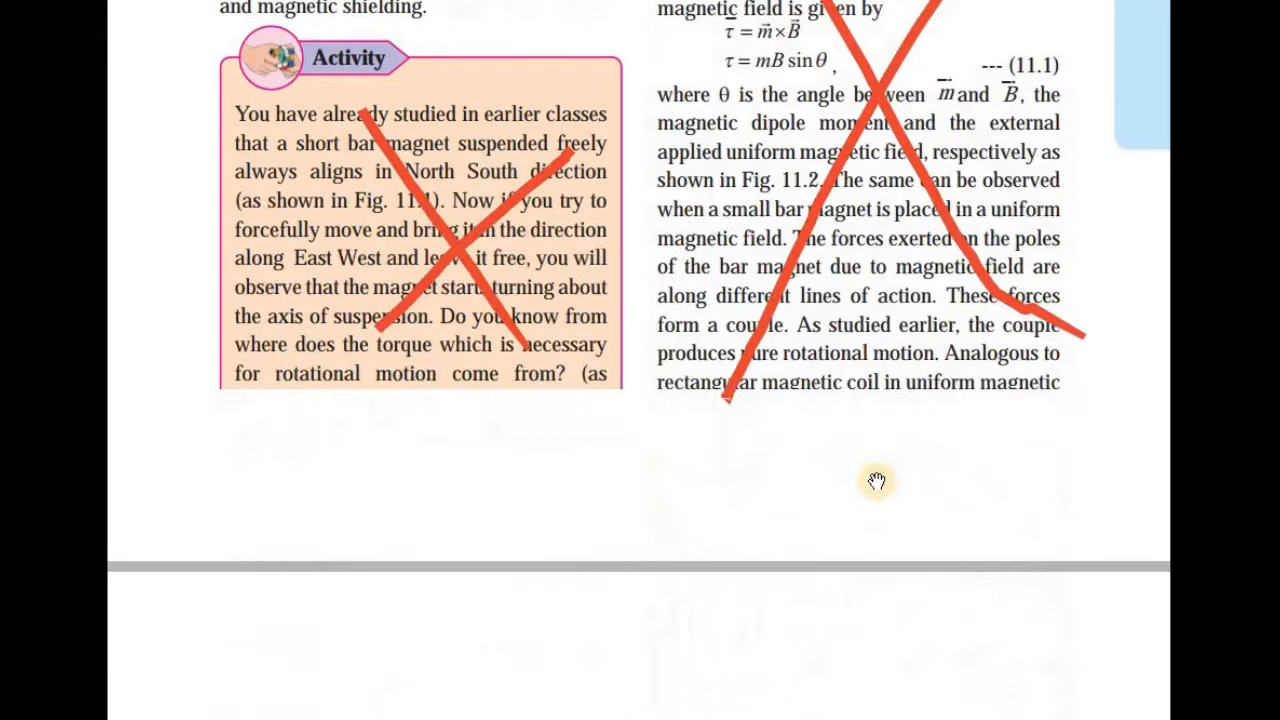 and magnetic shielding.
Activity
You have already studied in earlier classes
that a short bar magnet suspended freely
always aligns in North South direction
(as shown in Fig. 11.1). Now if you try to
forcefully move and bring it in the direction
along East West and leave it free, you will
observe that the magnet starts turning about
the axis of suspension. Do you know from
where does the torque which is necessary
for rotational motion come from? (as
magnetic field is given by
τ⃗ = m⃗ × B⃗
τ = mB sin θ ,
--- (11.1)
where θ is the angle between m⃗ and B⃗, the
magnetic dipole moment and the external
applied uniform magnetic field, respectively as
shown in Fig. 11.2. The same can be observed
when a small bar magnet is placed in a uniform
magnetic field. The forces exerted on the poles
of the bar magnet due to magnetic field are
along different lines of action. These forces
form a couple. As studied earlier, the couple
produces pure rotational motion. Analogous to
rectangular magnetic coil in uniform magnetic